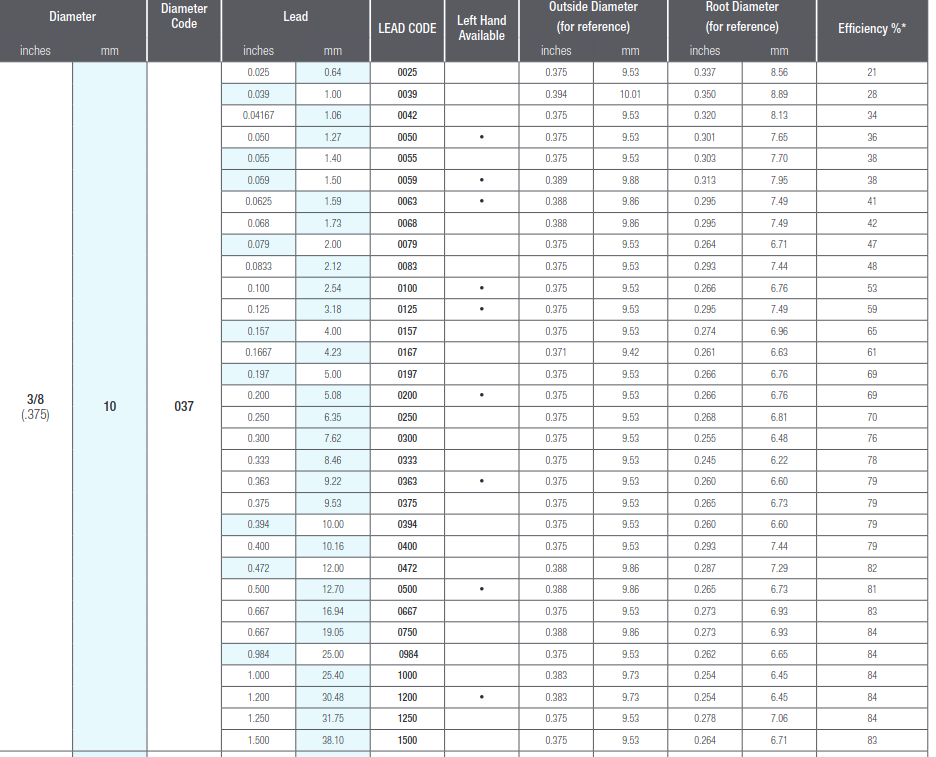 Diameter Diameter Code Lead LEAD CODE Left Hand Available Outside Diameter (for reference) Root Diameter (for reference) Efficiency %*
inches mm inches mm inches mm inches mm
3/8 (.375) 10 037
0.025 0.64 0025 0.375 9.53 0.337 8.56 21
0.039 1.00 0039 0.394 10.01 0.350 8.89 28
0.04167 1.06 0042 0.375 9.53 0.320 8.13 34
0.050 1.27 0050 • 0.375 9.53 0.301 7.65 36
0.055 1.40 0055 0.375 9.53 0.303 7.70 38
0.059 1.50 0059 • 0.389 9.88 0.313 7.95 38
0.0625 1.59 0063 • 0.388 9.86 0.295 7.49 41
0.068 1.73 0068 0.388 9.86 0.295 7.49 42
0.079 2.00 0079 0.375 9.53 0.264 6.71 47
0.0833 2.12 0083 0.375 9.53 0.293 7.44 48
0.100 2.54 0100 • 0.375 9.53 0.266 6.76 53
0.125 3.18 0125 • 0.375 9.53 0.295 7.49 59
0.157 4.00 0157 0.375 9.53 0.274 6.96 65
0.1667 4.23 0167 0.371 9.42 0.261 6.63 61
0.197 5.00 0197 0.375 9.53 0.266 6.76 69
0.200 5.08 0200 • 0.375 9.53 0.266 6.76 69
0.250 6.35 0250 0.375 9.53 0.268 6.81 70
0.300 7.62 0300 0.375 9.53 0.255 6.48 76
0.333 8.46 0333 0.375 9.53 0.245 6.22 78
0.363 9.22 0363 • 0.375 9.53 0.260 6.60 79
0.375 9.53 0375 0.375 9.53 0.265 6.73 79
0.394 10.00 0394 0.375 9.53 0.260 6.60 79
0.400 10.16 0400 0.375 9.53 0.293 7.44 79
0.472 12.00 0472 0.388 9.86 0.287 7.29 82
0.500 12.70 0500 • 0.388 9.86 0.265 6.73 81
0.667 16.94 0667 0.375 9.53 0.273 6.93 83
0.667 19.05 0750 0.388 9.86 0.273 6.93 84
0.984 25.00 0984 0.375 9.53 0.262 6.65 84
1.000 25.40 1000 0.383 9.73 0.254 6.45 84
1.200 30.48 1200 • 0.383 9.73 0.254 6.45 84
1.250 31.75 1250 0.375 9.53 0.278 7.06 84
1.500 38.10 1500 0.375 9.53 0.264 6.71 83